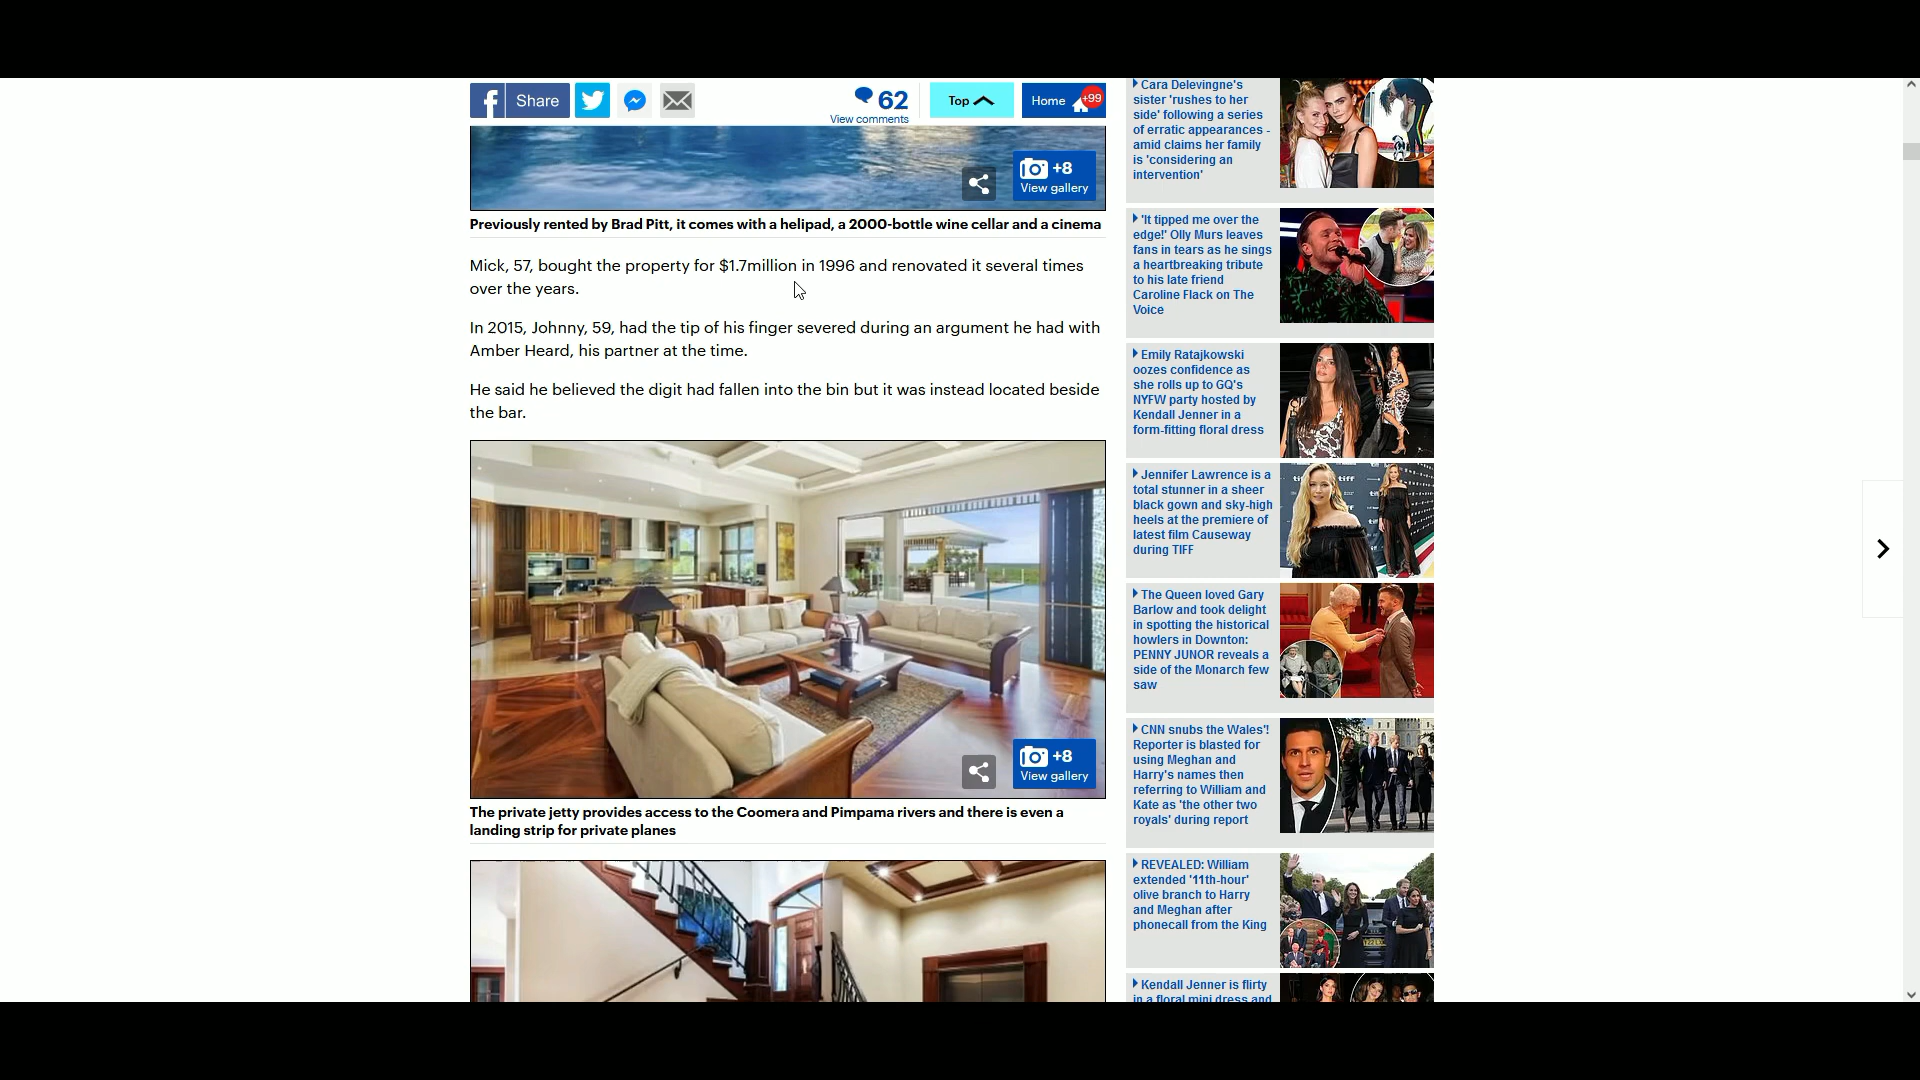 Share
62
View comments
Top
Home
+99
+8
View gallery
Previously rented by Brad Pitt, it comes with a helipad, a 2000-bottle wine cellar and a cinema
Mick, 57, bought the property for $1.7million in 1996 and renovated it several times
over the years.
In 2015, Johnny, 59, had the tip of his finger severed during an argument he had with
Amber Heard, his partner at the time.
He said he believed the digit had fallen into the bin but it was instead located beside
the bar.
+8
View gallery
The private jetty provides access to the Coomera and Pimpama rivers and there is even a
landing strip for private planes
Cara Delevingne's
sister 'rushes to her
side' following a series
of erratic appearances -
amid claims her family
is 'considering an
intervention'
'It tipped me over the
edge!' Olly Murs leaves
fans in tears as he sings
a heartbreaking tribute
to his late friend
Caroline Flack on The
Voice
Emily Ratajkowski
oozes confidence as
she rolls up to GQ's
NYFW party hosted by
Kendall Jenner in a
form-fitting floral dress
Jennifer Lawrence is a
total stunner in a sheer
black gown and sky-high
heels at the premiere of
latest film Causeway
during TIFF
tiff
The Queen loved Gary
Barlow and took delight
in spotting the historical
howlers in Downton:
PENNY JUNOR reveals a
side of the Monarch few
saw
CNN snubs the Wales'!
Reporter is blasted for
using Meghan and
Harry's names then
referring to William and
Kate as 'the other two
royals' during report
REVEALED: William
extended '11th-hour'
olive branch to Harry
and Meghan after
phonecall from the King
Kendall Jenner is flirty
in a floral mini dress and